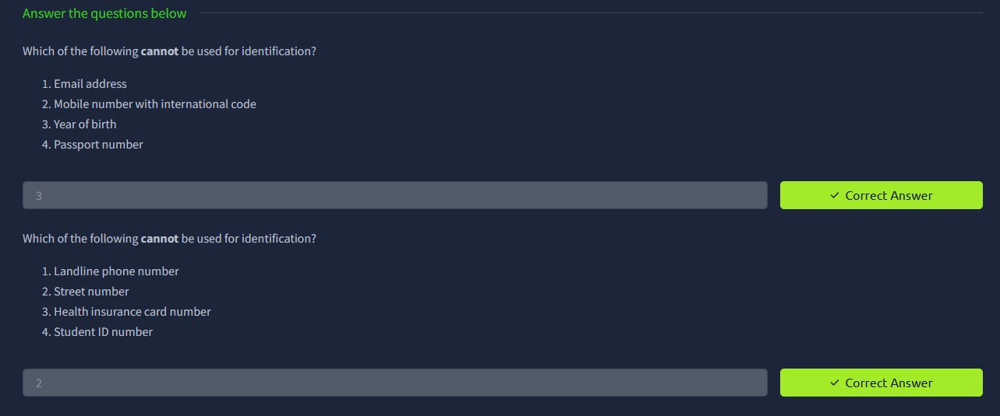 Answer the questions below
Which of the following cannot be used for identification?
1. Email address
2. Mobile number with international code
3. Year of birth
4. Passport number
3
✓ Correct Answer
Which of the following cannot be used for identification?
1. Landline phone number
2. Street number
3. Health insurance card number
4. Student ID number
2
✓ Correct Answer